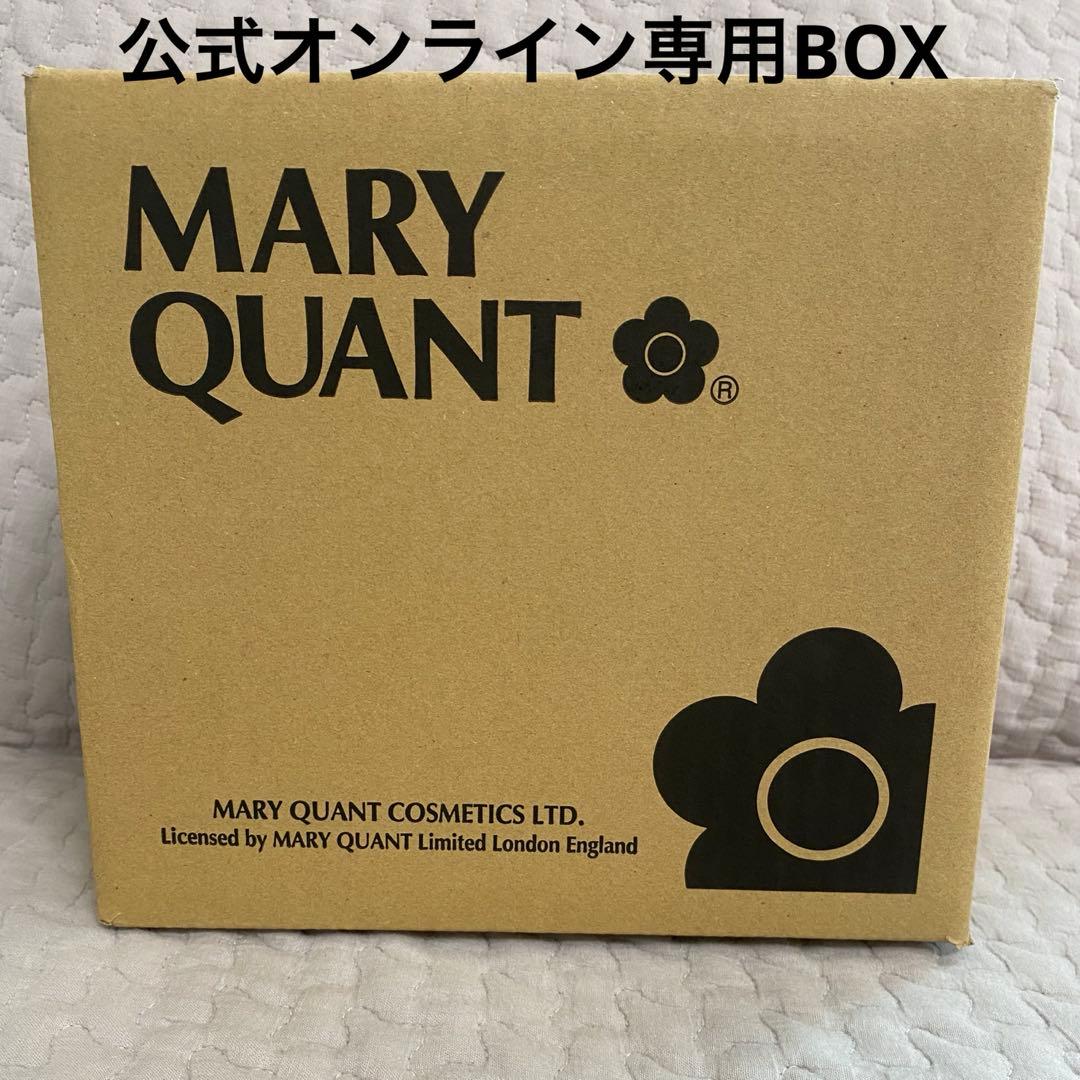 公式オンライン専用BOX
MARY
QUANT ®
MARY QUANT COSMETICS LTD.
Licensed by MARY QUANT Limited London England